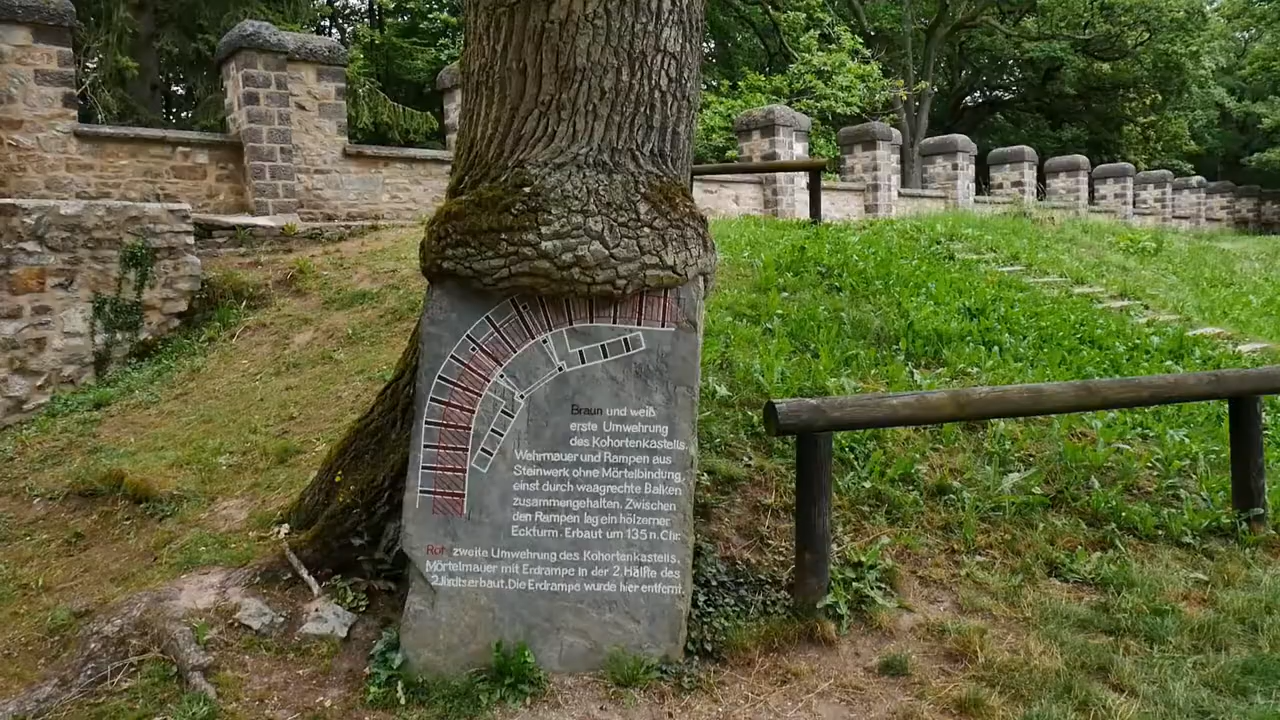 Braun und weiß
erste Umwehrung
des Kohortenkastells.
Wehrmauer und Rampen aus
Steinwerk ohne Mörtelbindung,
einst durch waagrechte Balken
zusammengehalten. Zwischen
den Rampen lag ein hölzerner
Eckturm. Erbaut um 135 n. Chr.
Rot zweite Umwehrung des Kohortenkastells.
Mörtelmauer mit Erdrampe in der 2. Hälfte des
2.Jhrdts erbaut. Die Erdrampe wurde hier entfernt.